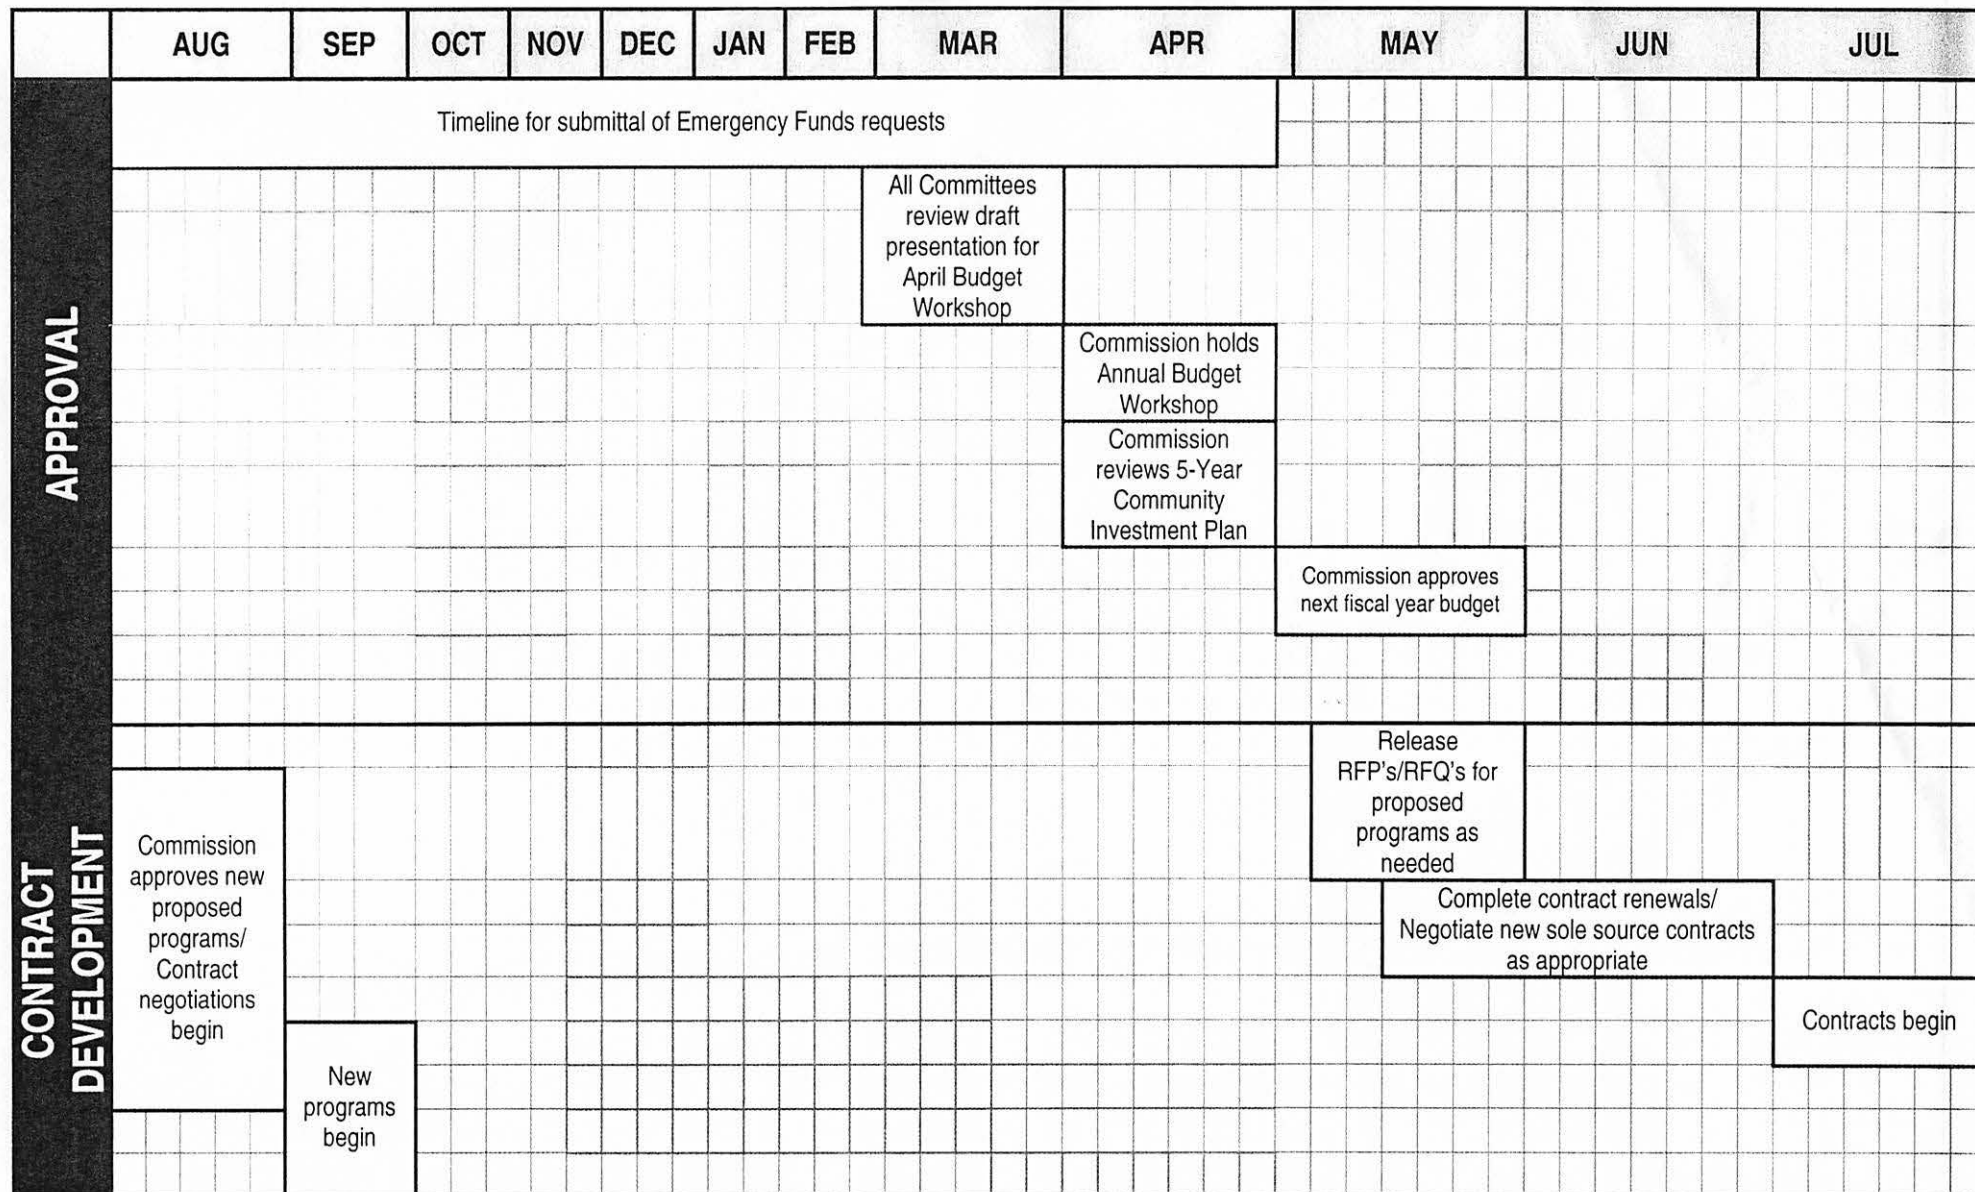 AUG SEP OCT NOV DEC JAN FEB MAR APR MAY JUN JUL
APPROVAL
Timeline for submittal of Emergency Funds requests
All Committees
review draft
presentation for
April Budget
Workshop
Commission holds
Annual Budget
Workshop
Commission
reviews 5-Year
Community
Investment Plan
Commission approves
next fiscal year budget
CONTRACT
DEVELOPMENT
Release
RFP's/RFQ's for
proposed
programs as
needed
Commission
approves new
proposed
programs/
Contract
negotiations
begin
Complete contract renewals/
Negotiate new sole source contracts
as appropriate
Contracts begin
New
programs
begin